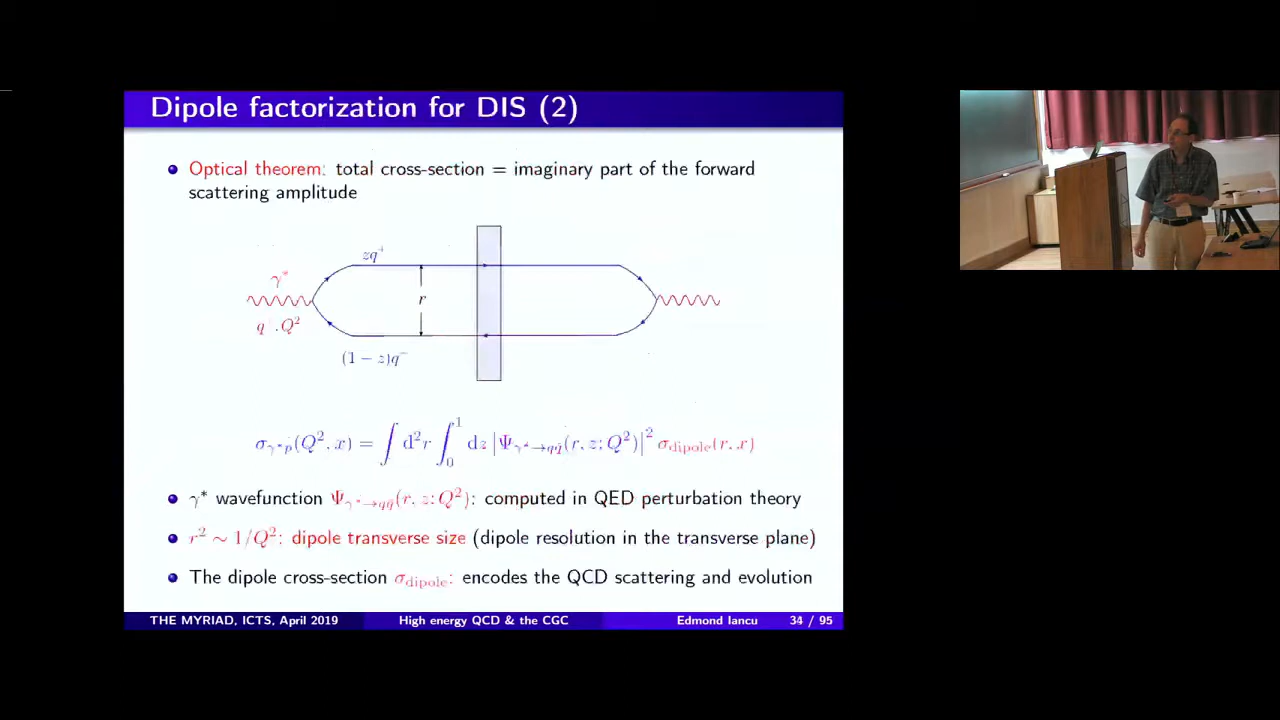 Dipole factorization for DIS (2)
Optical theorem: total cross-section = imaginary part of the forward
scattering amplitude
zq⁺
γ*
r
q⁻, Q²
(1 − z)q⁻
σ_{γ*p}(Q², x) = ∫ d²r ∫₀¹ dz |Ψ_{γ*→qq̄}(r, z; Q²)|² σ_dipole(r, x)
γ* wavefunction Ψ_{γ*→qq̄}(r, z; Q²): computed in QED perturbation theory
r² ∼ 1/Q²: dipole transverse size (dipole resolution in the transverse plane)
The dipole cross-section σ_dipole: encodes the QCD scattering and evolution
THE MYRIAD, ICTS, April 2019 High energy QCD & the CGC Edmond Iancu 34 / 95